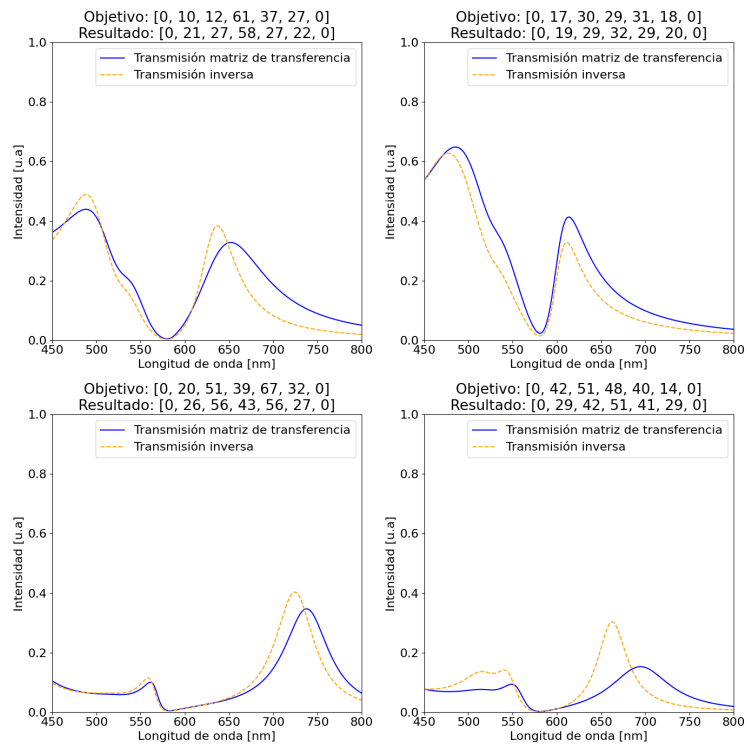 Objetivo: [0, 10, 12, 61, 37, 27, 0]
Resultado: [0, 21, 27, 58, 27, 22, 0]
Transmisión matriz de transferencia
Transmisión inversa
Intensidad [u.a]
1.0
0.8
0.6
0.4
0.2
0.0
450 500 550 600 650 700 750 800
Longitud de onda [nm]
Objetivo: [0, 17, 30, 29, 31, 18, 0]
Resultado: [0, 19, 29, 32, 29, 20, 0]
Transmisión matriz de transferencia
Transmisión inversa
Intensidad [u.a]
1.0
0.8
0.6
0.4
0.2
0.0
450 500 550 600 650 700 750 800
Longitud de onda [nm]
Objetivo: [0, 20, 51, 39, 67, 32, 0]
Resultado: [0, 26, 56, 43, 56, 27, 0]
Transmisión matriz de transferencia
Transmisión inversa
Intensidad [u.a]
1.0
0.8
0.6
0.4
0.2
0.0
450 500 550 600 650 700 750 800
Longitud de onda [nm]
Objetivo: [0, 42, 51, 48, 40, 14, 0]
Resultado: [0, 29, 42, 51, 41, 29, 0]
Transmisión matriz de transferencia
Transmisión inversa
Intensidad [u.a]
1.0
0.8
0.6
0.4
0.2
0.0
450 500 550 600 650 700 750 800
Longitud de onda [nm]